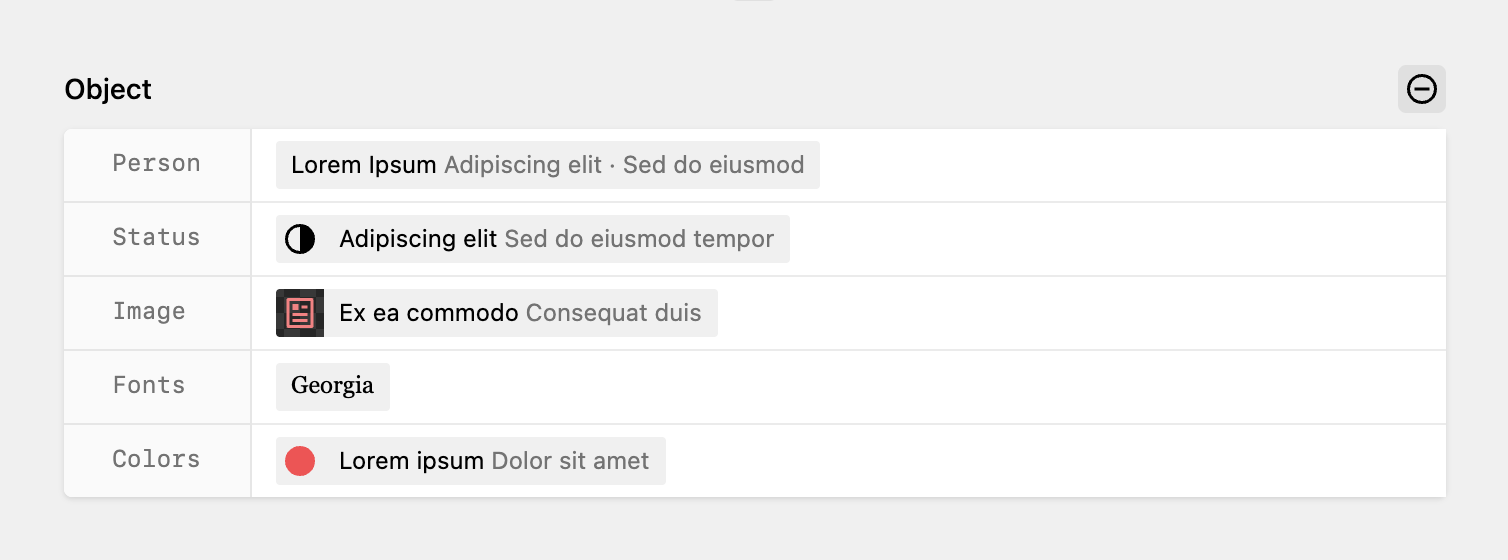 Object
Person Lorem Ipsum Adipiscing elit · Sed do eiusmod
Status Adipiscing elit Sed do eiusmod tempor
Image Ex ea commodo Consequat duis
Fonts Georgia
Colors Lorem ipsum Dolor sit amet